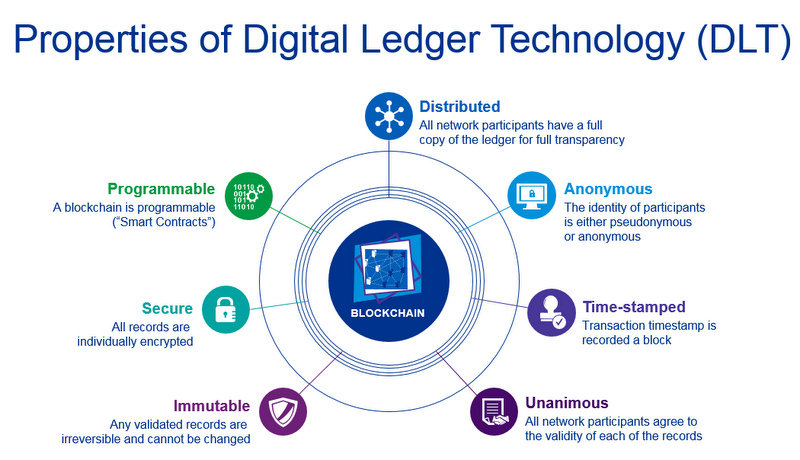 Properties of Digital Ledger Technology (DLT)
Distributed
All network participants have a full
copy of the ledger for full transparency
Programmable
A blockchain is programmable
(“Smart Contracts”)
10110
001
101
11010
Anonymous
The identity of participants
is either pseudonymous
or anonymous
BLOCKCHAIN
Secure
All records are
individually encrypted
Time-stamped
Transaction timestamp is
recorded a block
Immutable
Any validated records are
irreversible and cannot be changed
Unanimous
All network participants agree to
the validity of each of the records